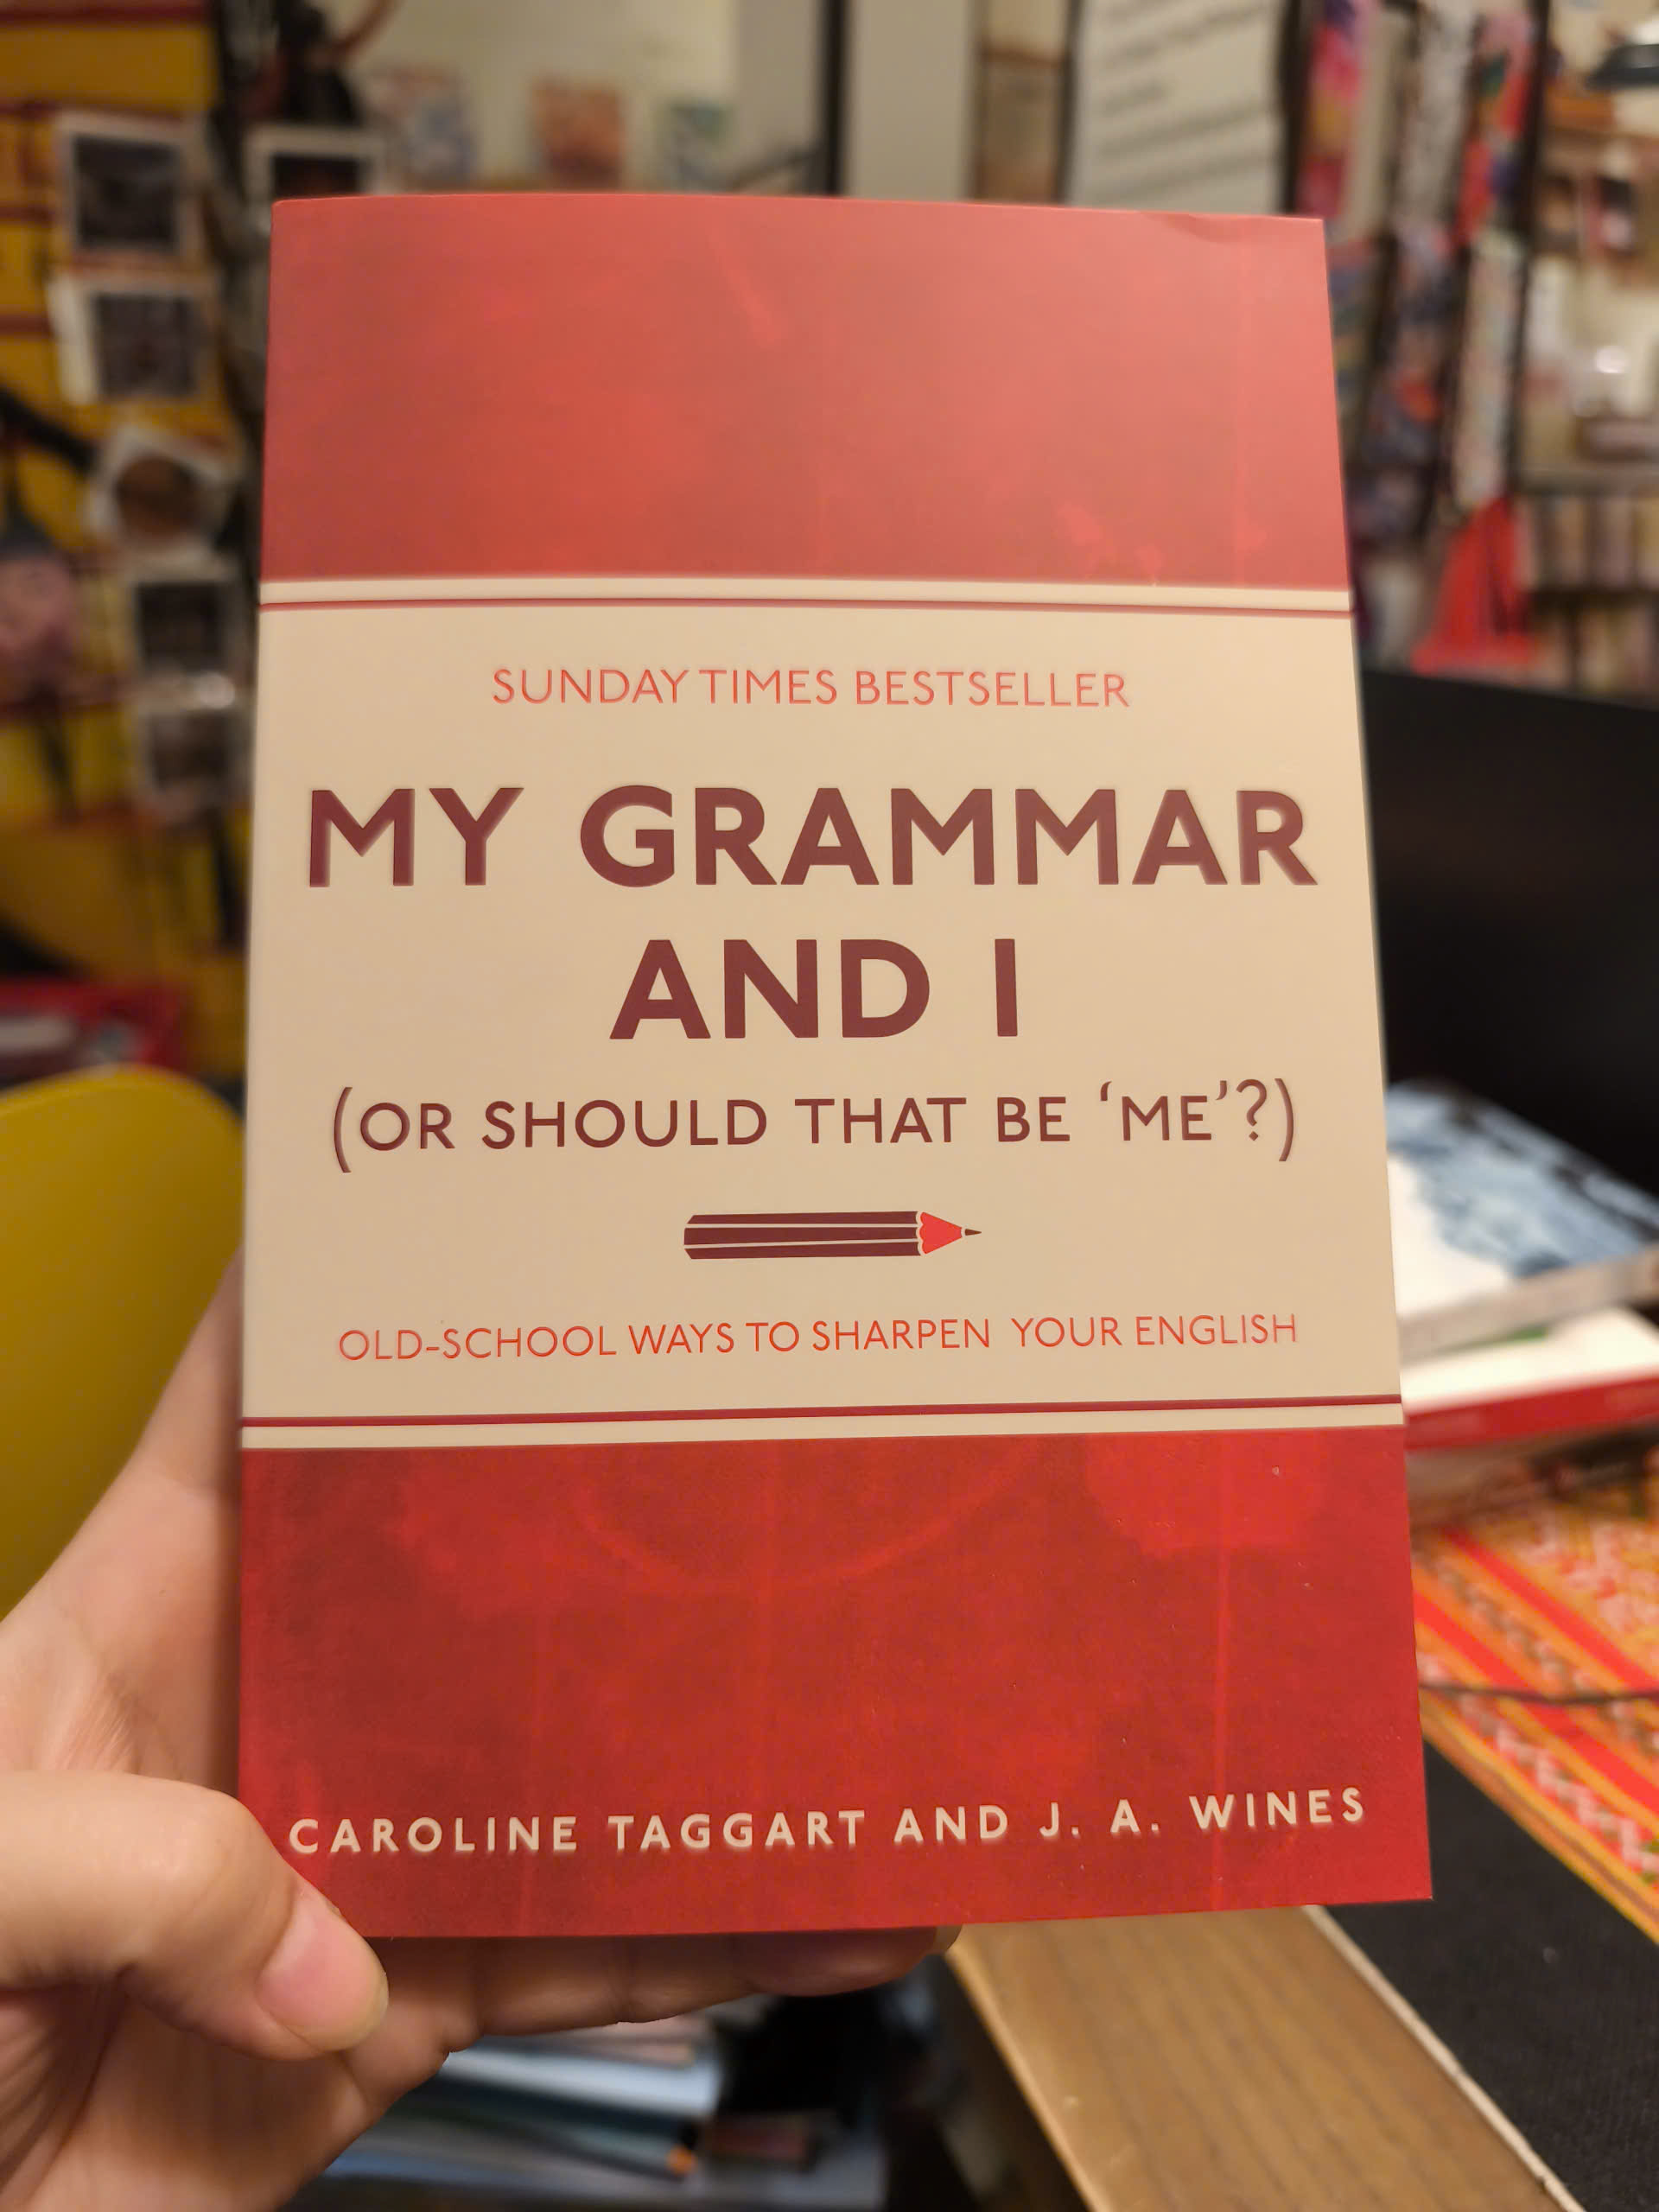 SUNDAY TIMES BESTSELLER
MY GRAMMAR
AND I
(OR SHOULD THAT BE ‘ME’?)
OLD-SCHOOL WAYS TO SHARPEN YOUR ENGLISH
CAROLINE TAGGART AND J. A. WINES